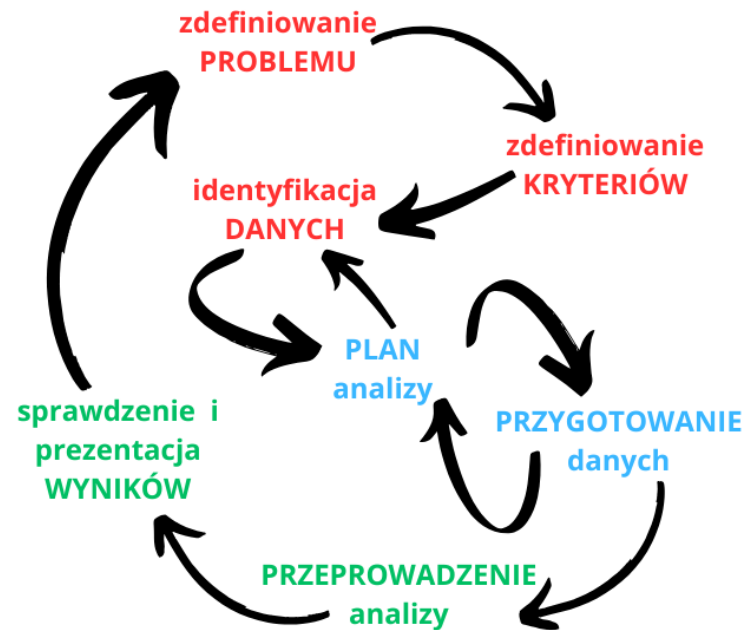 zdefiniowanie
PROBLEMU
zdefiniowanie
KRYTERIÓW
identyfikacja
DANYCH
PLAN
analizy
PRZYGOTOWANIE
danych
PRZEPROWADZENIE
analizy
sprawdzenie i
prezentacja
WYNIKÓW